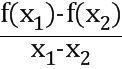 f(x₁)-f(x₂)
x₁-x₂